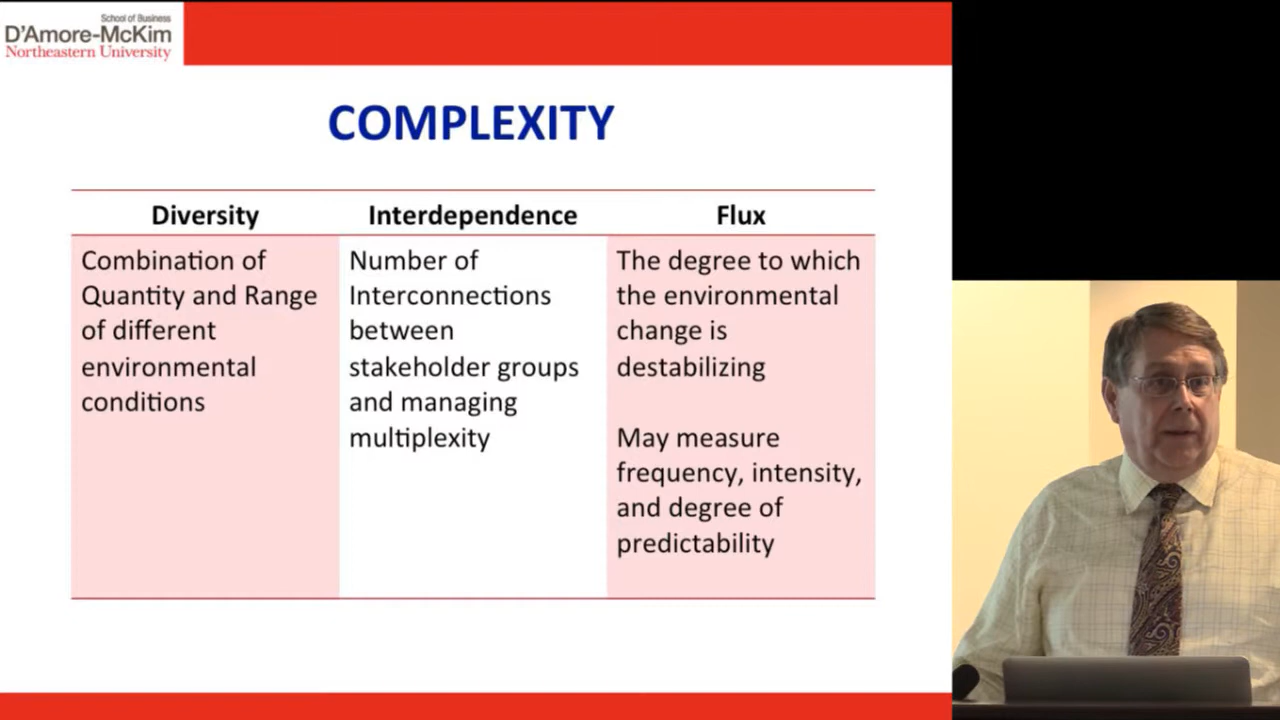 School of Business
D'Amore-McKim
Northeastern University
COMPLEXITY
Diversity
Interdependence
Flux
Combination of
Quantity and Range
of different
environmental
conditions
Number of
Interconnections
between
stakeholder groups
and managing
multiplexity
The degree to which
the environmental
change is
destabilizing
May measure
frequency, intensity,
and degree of
predictability